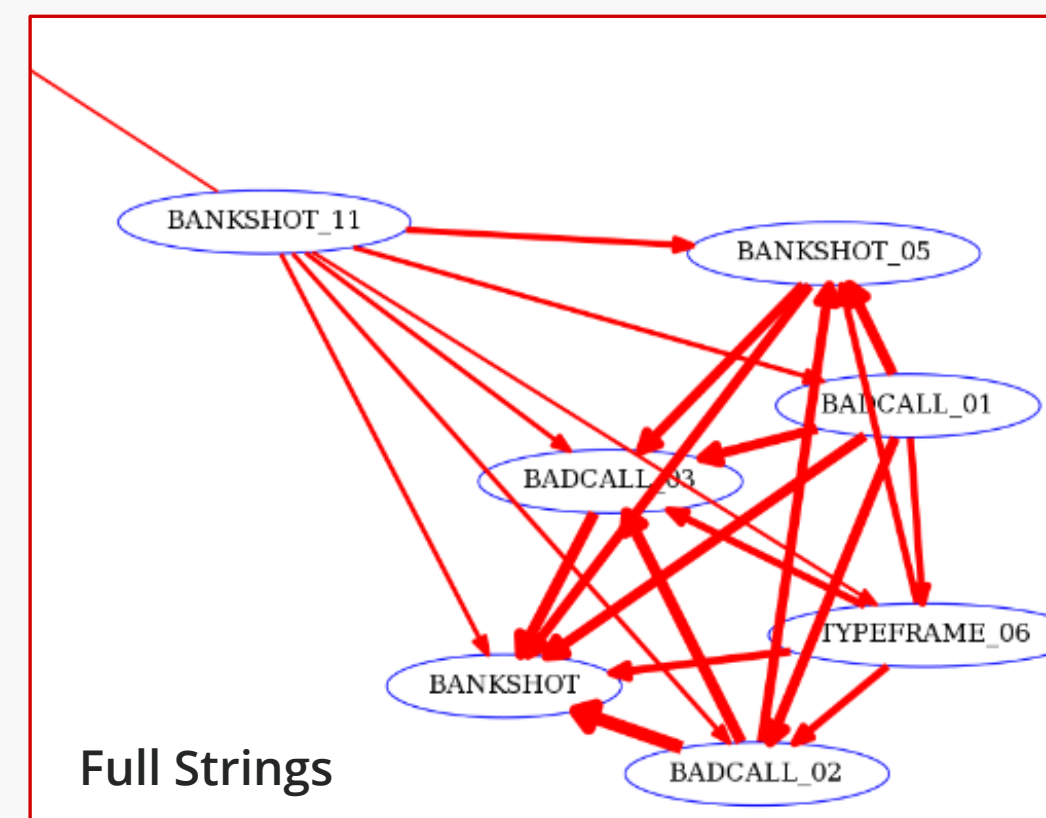 BANKSHOT_11
BANKSHOT_05
BADCALL_01
BADCALL_03
TYPEFRAME_06
BANKSHOT
BADCALL_02
Full Strings